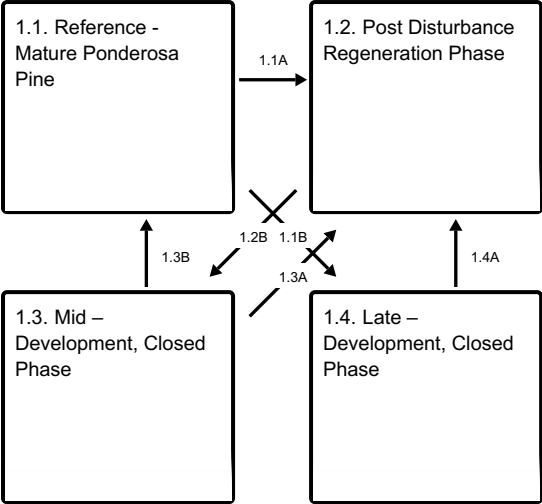 1.1. Reference -
Mature Ponderosa
Pine
1.1A
1.2. Post Disturbance
Regeneration Phase
1.2B
1.1B
1.3B
1.3A
1.4A
1.3. Mid –
Development, Closed
Phase
1.4. Late –
Development, Closed
Phase